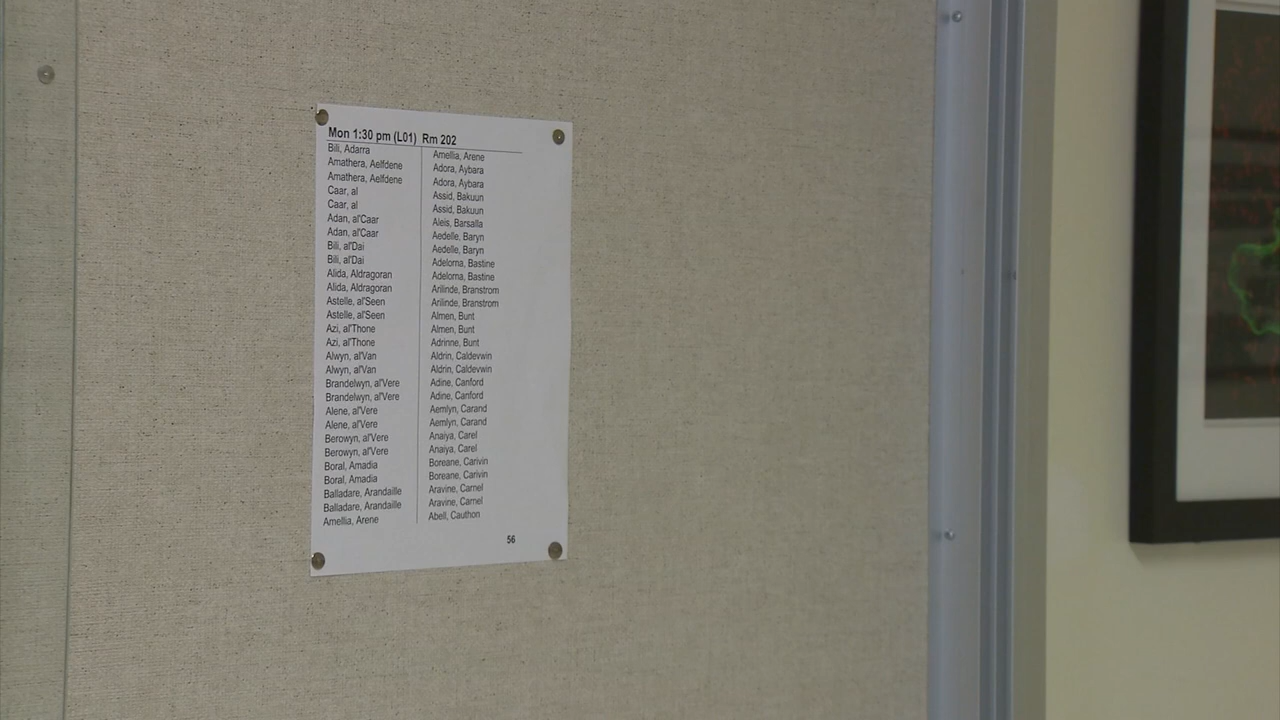 Mon 1:30 pm (L01) Rm 202
Bili, Adarra
Amathera, Aelfdene
Amathera, Aelfdene
Caar, al
Caar, al
Adan, al'Caar
Adan, al'Caar
Bili, al'Dai
Bili, al'Dai
Alida, Aldragoran
Alida, Aldragoran
Astelle, al'Seen
Astelle, al'Seen
Azi, al'Thone
Azi, al'Thone
Alwyn, al'Van
Alwyn, al'Van
Brandelwyn, al'Vere
Brandelwyn, al'Vere
Alene, al'Vere
Alene, al'Vere
Berowyn, al'Vere
Berowyn, al'Vere
Boral, Amadia
Boral, Amadia
Balladare, Arandaille
Balladare, Arandaille
Amellia, Arene
Amellia, Arene
Adora, Aybara
Adora, Aybara
Assid, Bakuun
Assid, Bakuun
Aleis, Barsalla
Aedelle, Baryn
Aedelle, Baryn
Adeloma, Bastine
Adeloma, Bastine
Arilinde, Branstrom
Arilinde, Branstrom
Almen, Bunt
Almen, Bunt
Adrinne, Bunt
Aldrin, Caldevwin
Aldrin, Caldevwin
Adine, Canford
Adine, Canford
Aemlyn, Carand
Aemlyn, Carand
Anaiya, Carel
Anaiya, Carel
Boreane, Carivin
Boreane, Carivin
Aravine, Carnel
Aravine, Carnel
Abell, Cauthon
56